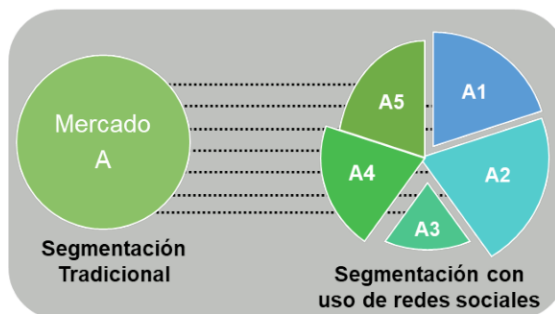 Mercado
A
A5
A1
A4
A2
A3
Segmentación
Tradicional
Segmentación con
uso de redes sociales